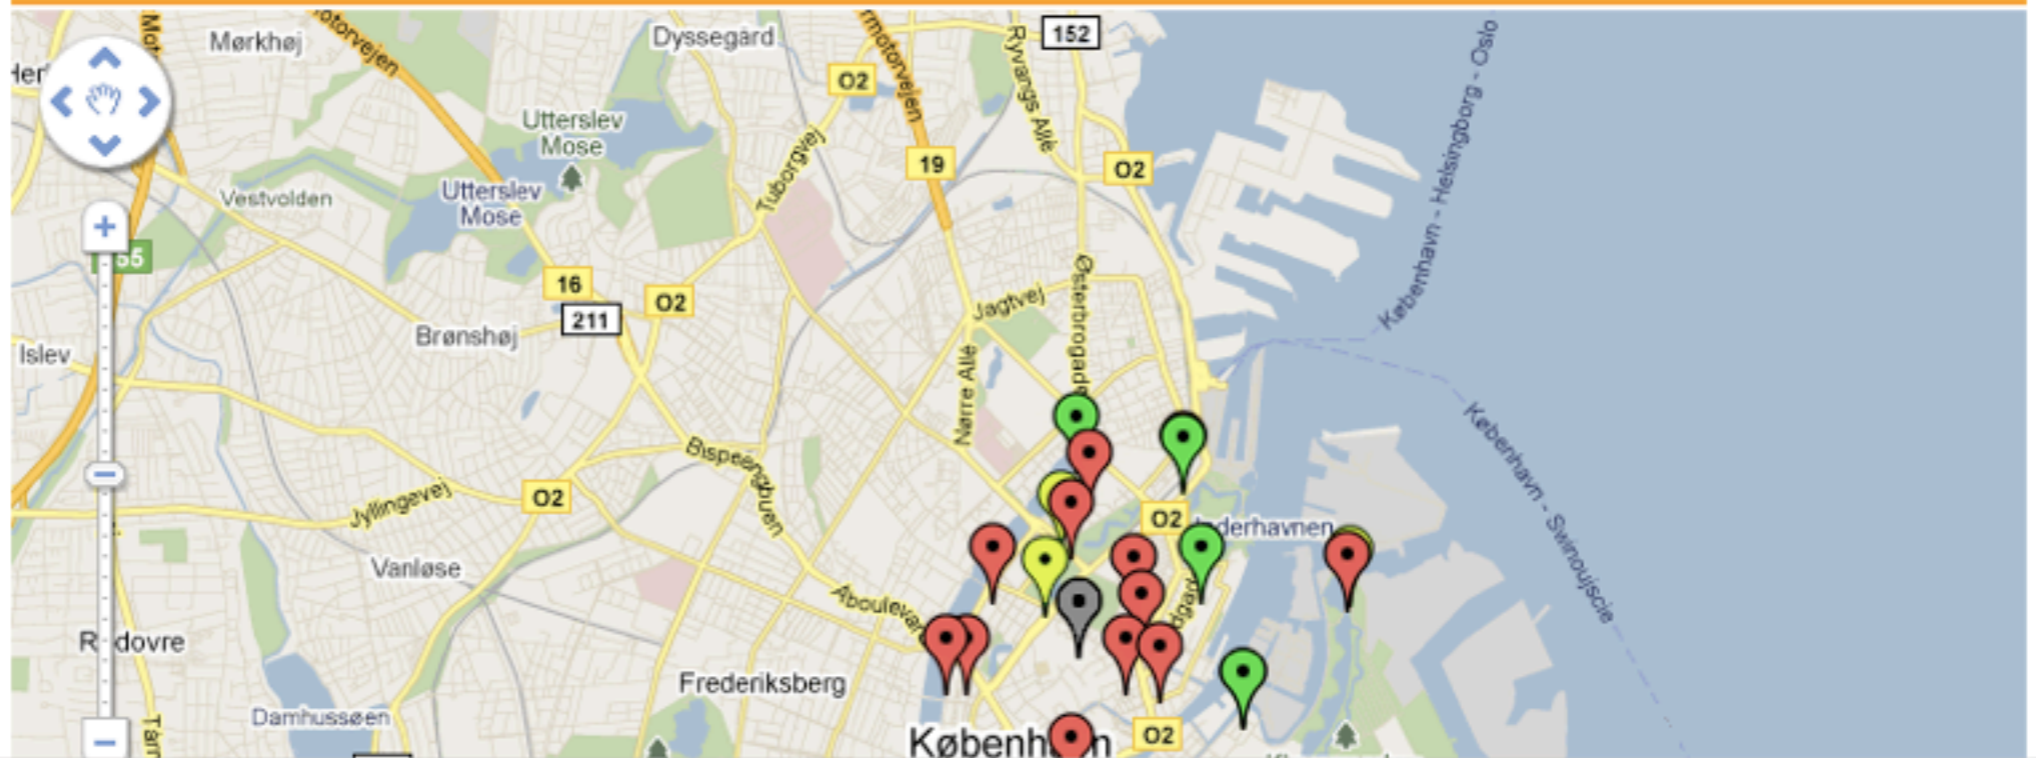 Mørkhøj
Dyssegård
152
Ryvangs Allé
O2
Utterslev
Mose
19
O2
Tuborgvej
Utterslev
Mose
Vestvolden
København - Helsingborg - Oslo
16
O2
211
Jagtvej
Østerbrogade
Brønshøj
Islev
Nørre Allé
København - Swinoujscie
Bispeengbuen
Jyllingevej
O2
O2
Vanløse
Frederiksberg
Damhussøen
København
O2